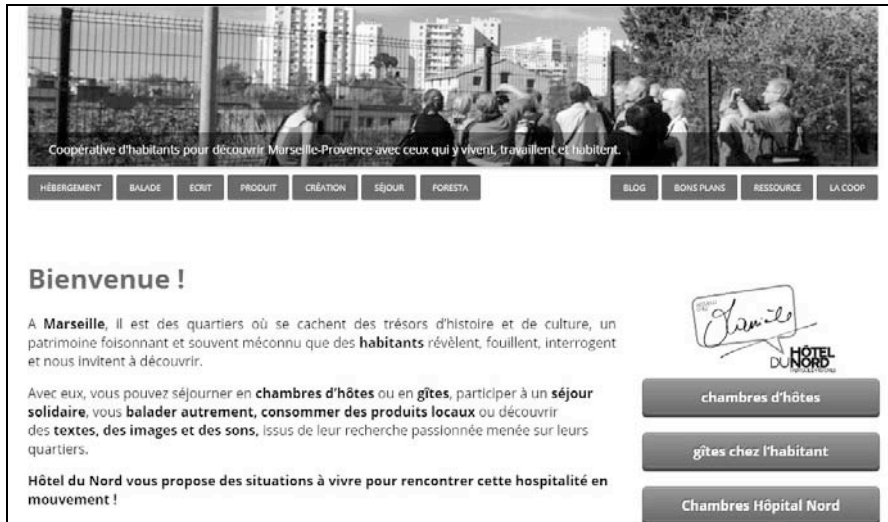 Coopérative d'habitants pour découvrir Marseille-Provence avec ceux qui y vivent, travaillent et habitent.
HÉBERGEMENT BALADE ECRIT PRODUIT CRÉATION SÉJOUR FORESTA BLOG BONS PLANS RESSOURCE LA COOP
Bienvenue !
A Marseille, il est des quartiers où se cachent des trésors d'histoire et de culture, un
patrimoine foisonnant et souvent méconnu que des habitants révèlent, fouillent, interrogent
et nous invitent à découvrir.
Avec eux, vous pouvez séjourner en chambres d'hôtes ou en gîtes, participer à un séjour
solidaire, vous balader autrement, consommer des produits locaux ou découvrir
des textes, des images et des sons, issus de leur recherche passionnée menée sur leurs
quartiers.
Hôtel du Nord vous propose des situations à vivre pour rencontrer cette hospitalité en
mouvement !
HÔTEL
DU NORD
chambres d'hôtes
gîtes chez l'habitant
Chambres Hôpital Nord